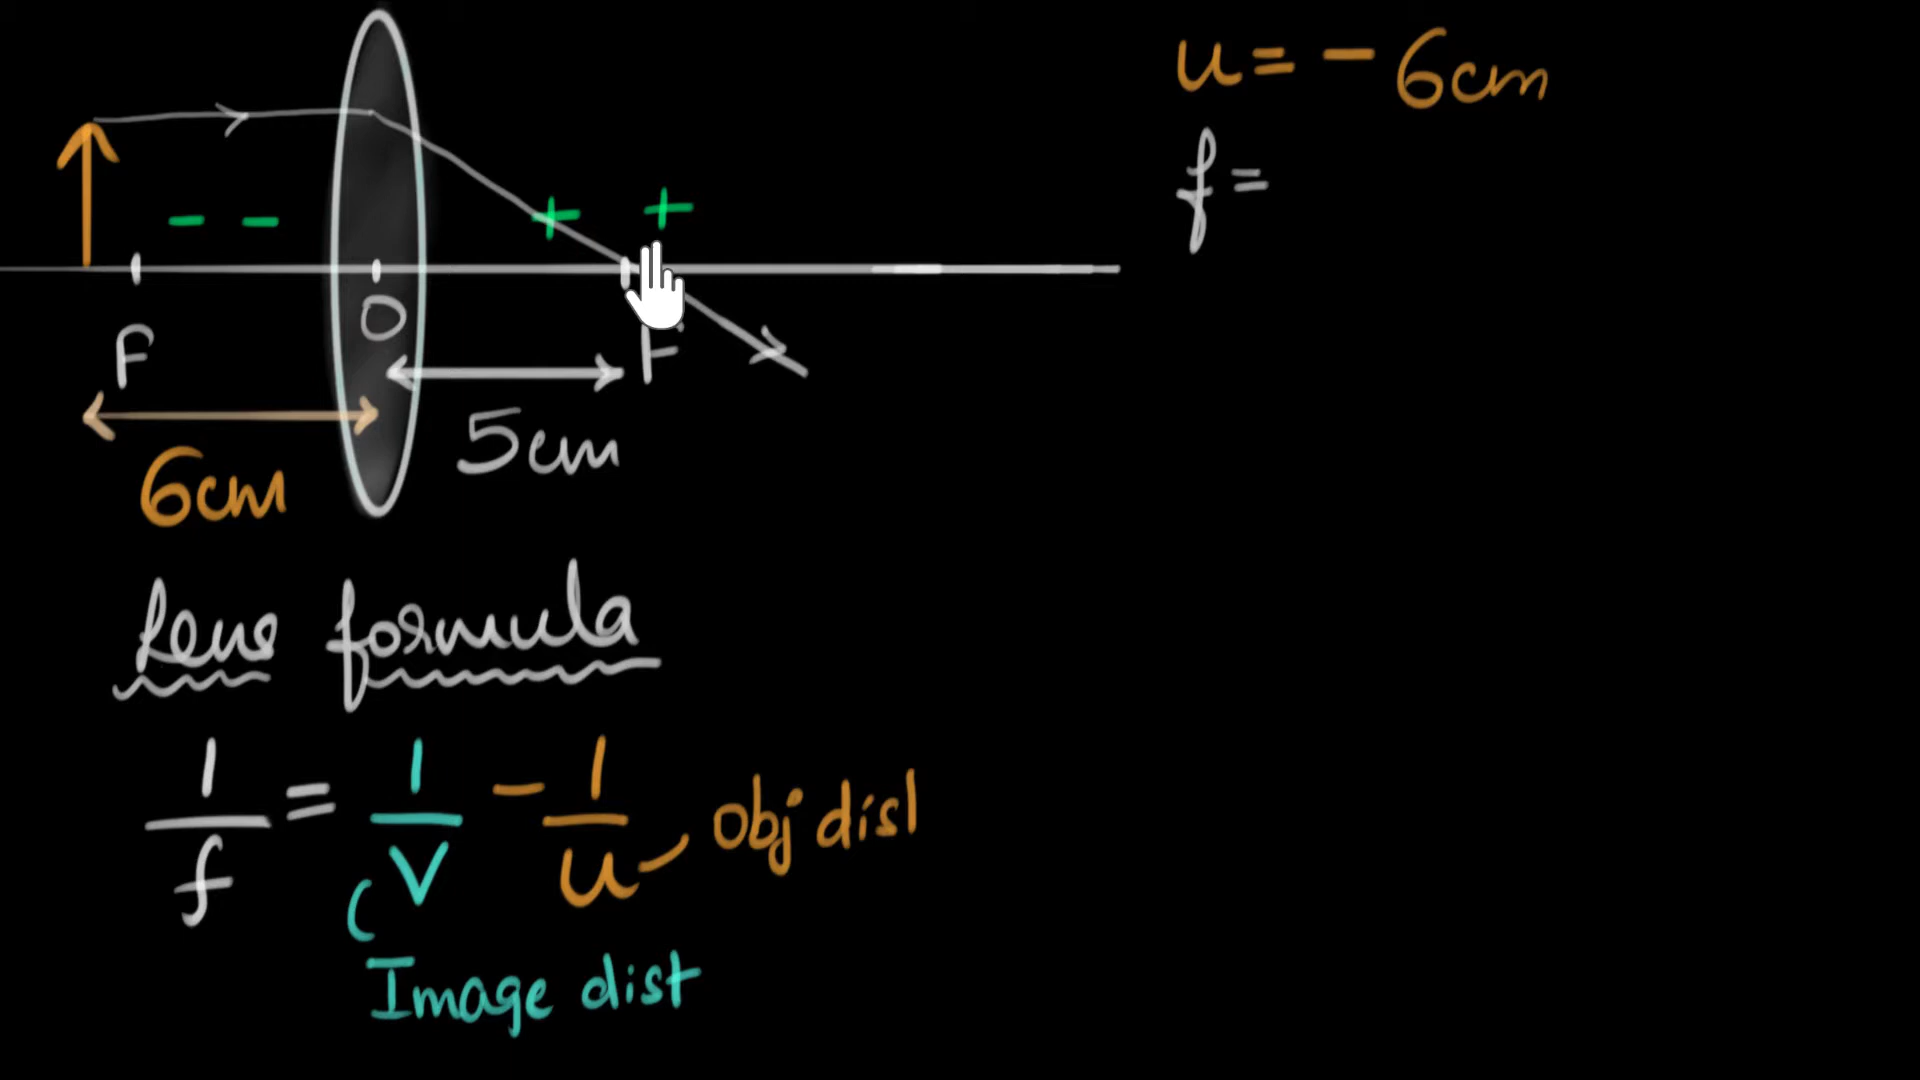 u = - 6cm
f =
- - + +
F O F
5cm
6cm
Lens formula
1/f = 1/v - 1/u obj dist
Image dist